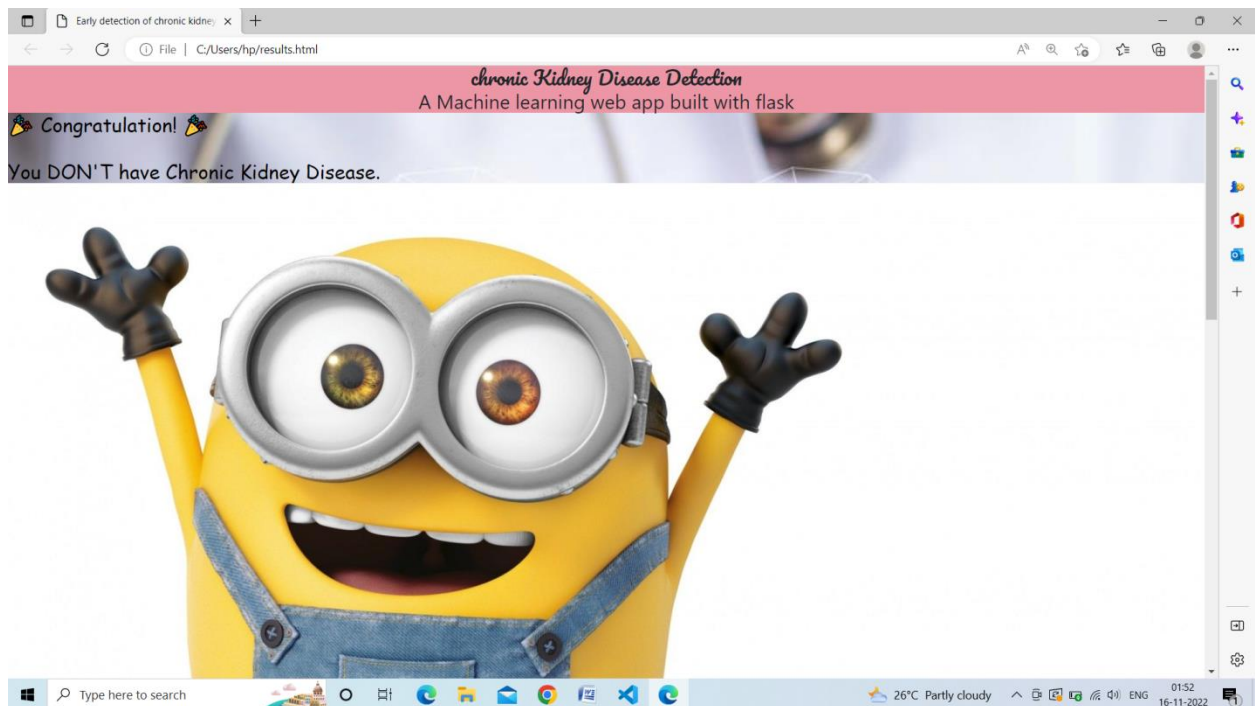 Early detection of chronic kidney
File | C:/Users/hp/results.html
chronic Kidney Disease Detection
A Machine learning web app built with flask
🎉 Congratulation! 🎉
You DON'T have Chronic Kidney Disease.
Type here to search
26°C Partly cloudy
ENG
01:52
16-11-2022